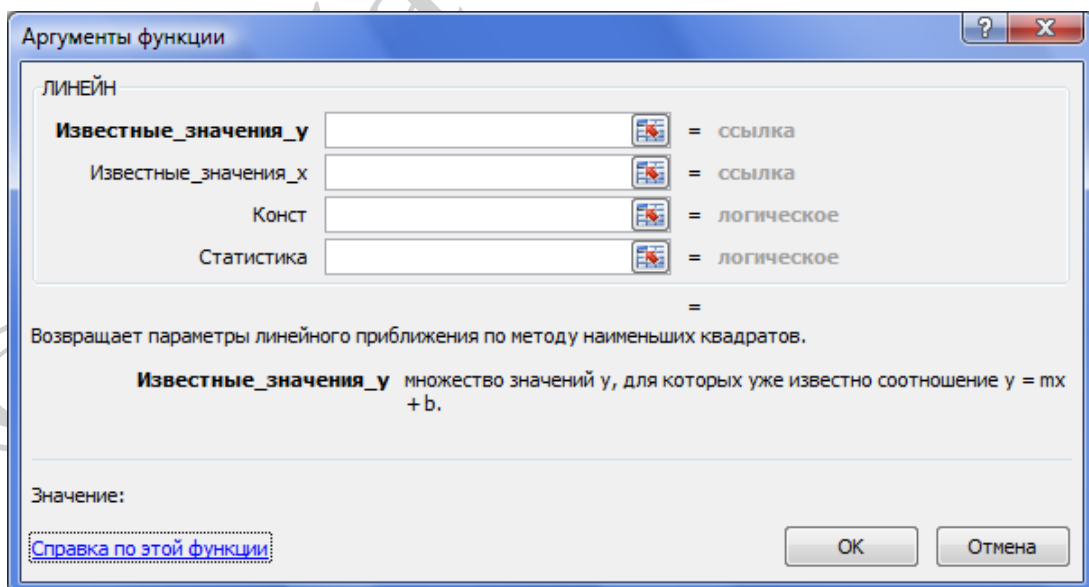 Аргументы функции
?
X
ЛИНЕЙН
Известные_значения_y
= ссылка
Известные_значения_x
= ссылка
Конст
= логическое
Статистика
= логическое
=
Возвращает параметры линейного приближения по методу наименьших квадратов.
Известные_значения_y множество значений y, для которых уже известно соотношение y = mx
+ b.
Значение:
Справка по этой функции
OK
Отмена